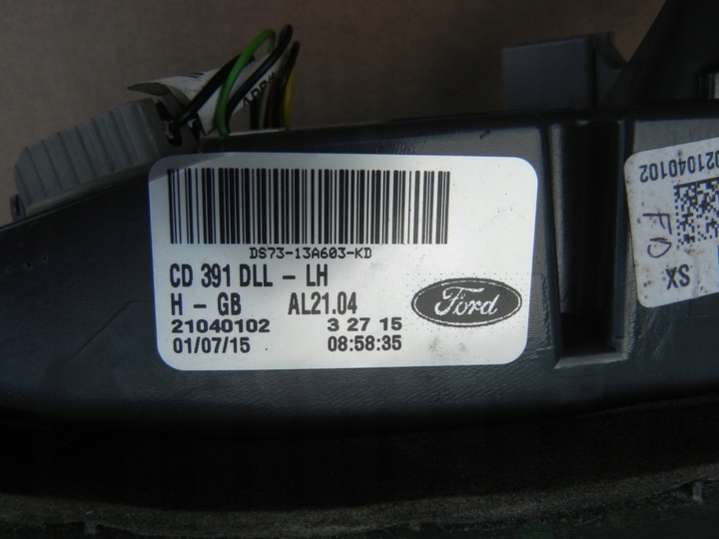 DS73-13A603-KD
CD 391 DLL - LH
H - GB AL21.04
21040102 3 27 15
01/07/15 08:58:35
Ford
021040102
FO
SX